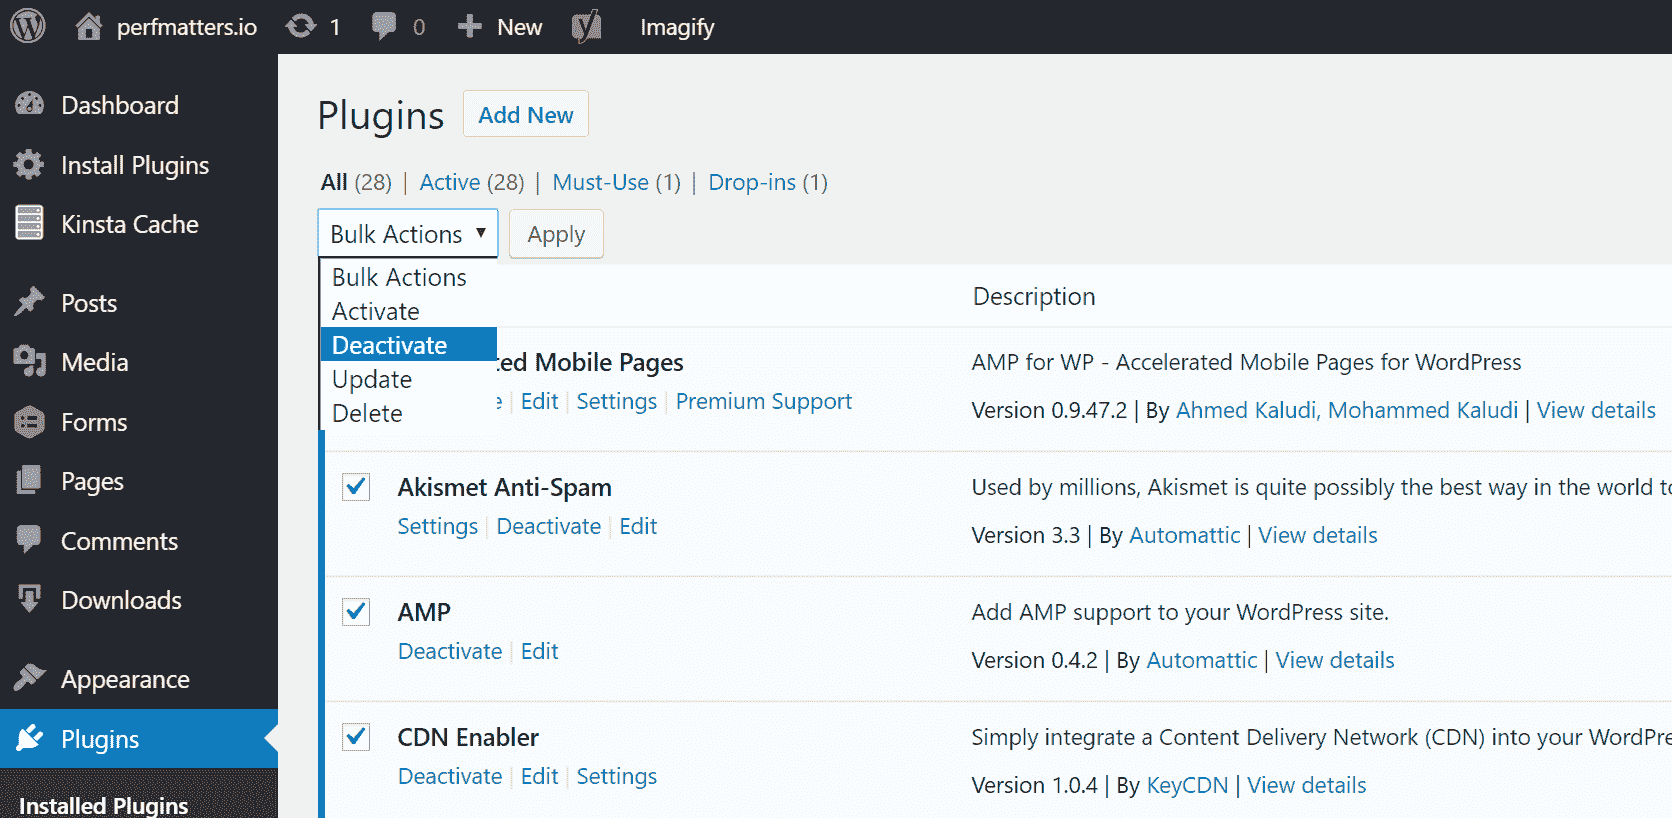 perfmatters.io 1 0 New Imagify
Dashboard
Install Plugins
Kinsta Cache
Posts
Media
Forms
Pages
Comments
Downloads
Appearance
Plugins
Installed Plugins
Plugins Add New
All (28) | Active (28) | Must-Use (1) | Drop-ins (1)
Bulk Actions ▼ Apply
Bulk Actions
Activate
Deactivate
Update
Delete
Description
ted Mobile Pages
e | Edit | Settings | Premium Support
AMP for WP - Accelerated Mobile Pages for WordPress
Version 0.9.47.2 | By Ahmed Kaludi, Mohammed Kaludi | View details
Akismet Anti-Spam
Settings | Deactivate | Edit
Used by millions, Akismet is quite possibly the best way in the world to
Version 3.3 | By Automattic | View details
AMP
Deactivate | Edit
Add AMP support to your WordPress site.
Version 0.4.2 | By Automattic | View details
CDN Enabler
Deactivate | Edit | Settings
Simply integrate a Content Delivery Network (CDN) into your WordPre
Version 1.0.4 | By KeyCDN | View details